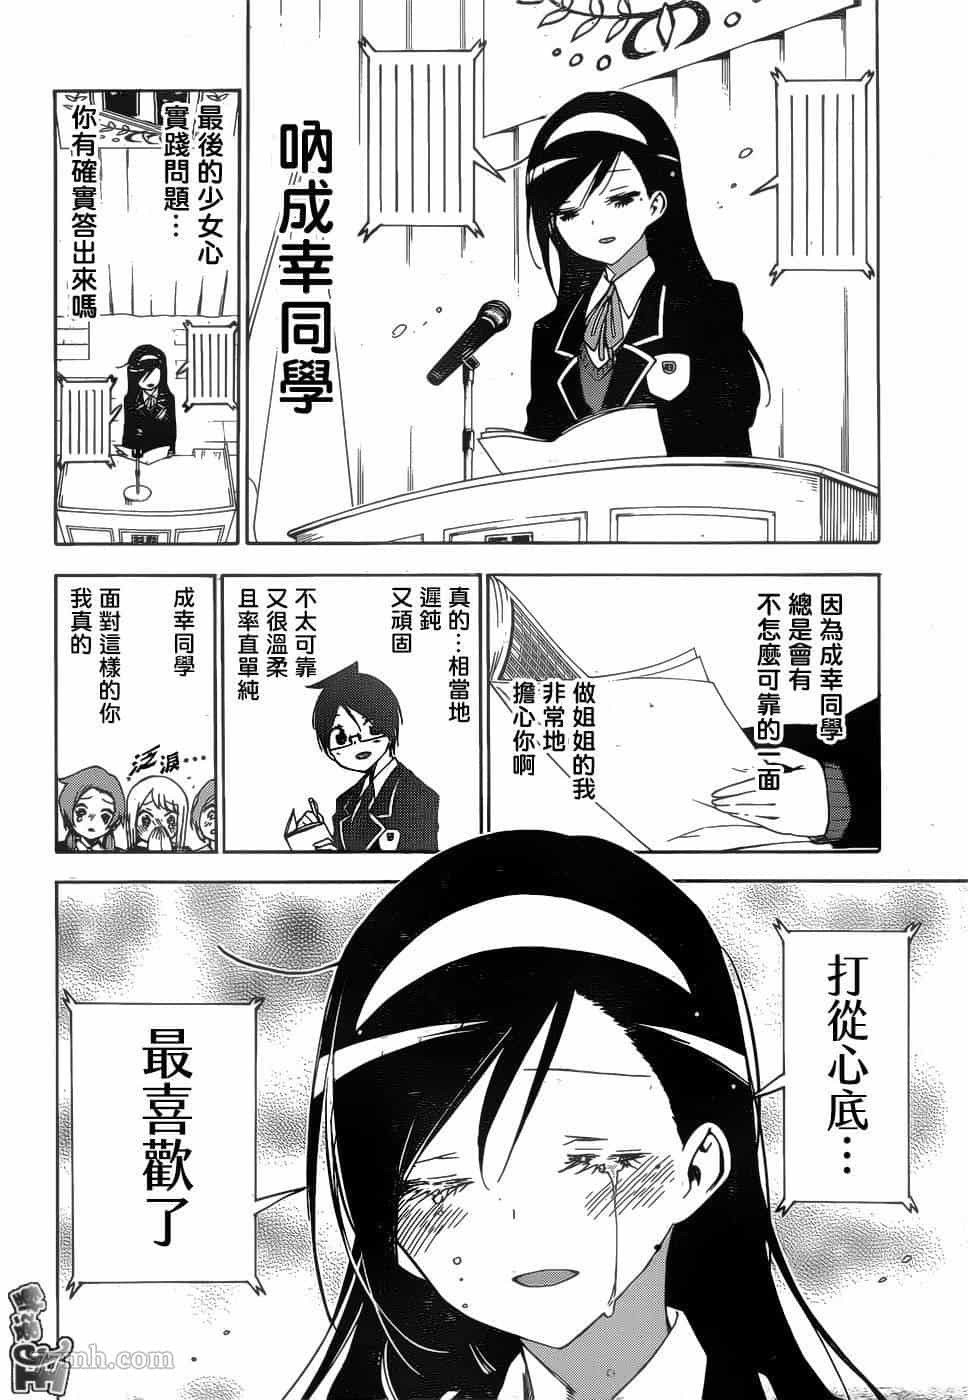 吶成幸同學
最後的少女心
實踐問題…
你有確實答出來嗎
因為成幸同學
總是會有
不怎麼可靠的一面
做姐姐的我
非常地
擔心你啊
真的…相當地
遲鈍
又頑固
不太可靠
又很溫柔
且率直單純
成幸同學
面對這樣的你
我真的
泛淚…
打從心底…
最喜歡了